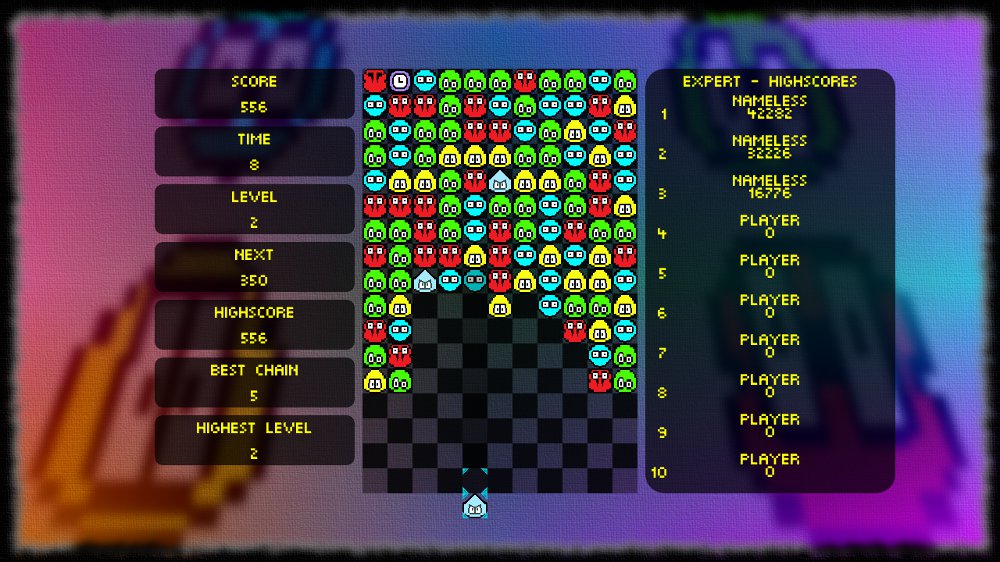 SCORE
556
TIME
8
LEVEL
2
NEXT
350
HIGHSCORE
556
BEST CHAIN
5
HIGHEST LEVEL
2
EXPERT - HIGHSCORES
1 NAMELESS
42282
2 NAMELESS
32226
3 NAMELESS
16776
4 PLAYER
0
5 PLAYER
0
6 PLAYER
0
7 PLAYER
0
8 PLAYER
0
9 PLAYER
0
10 PLAYER
0